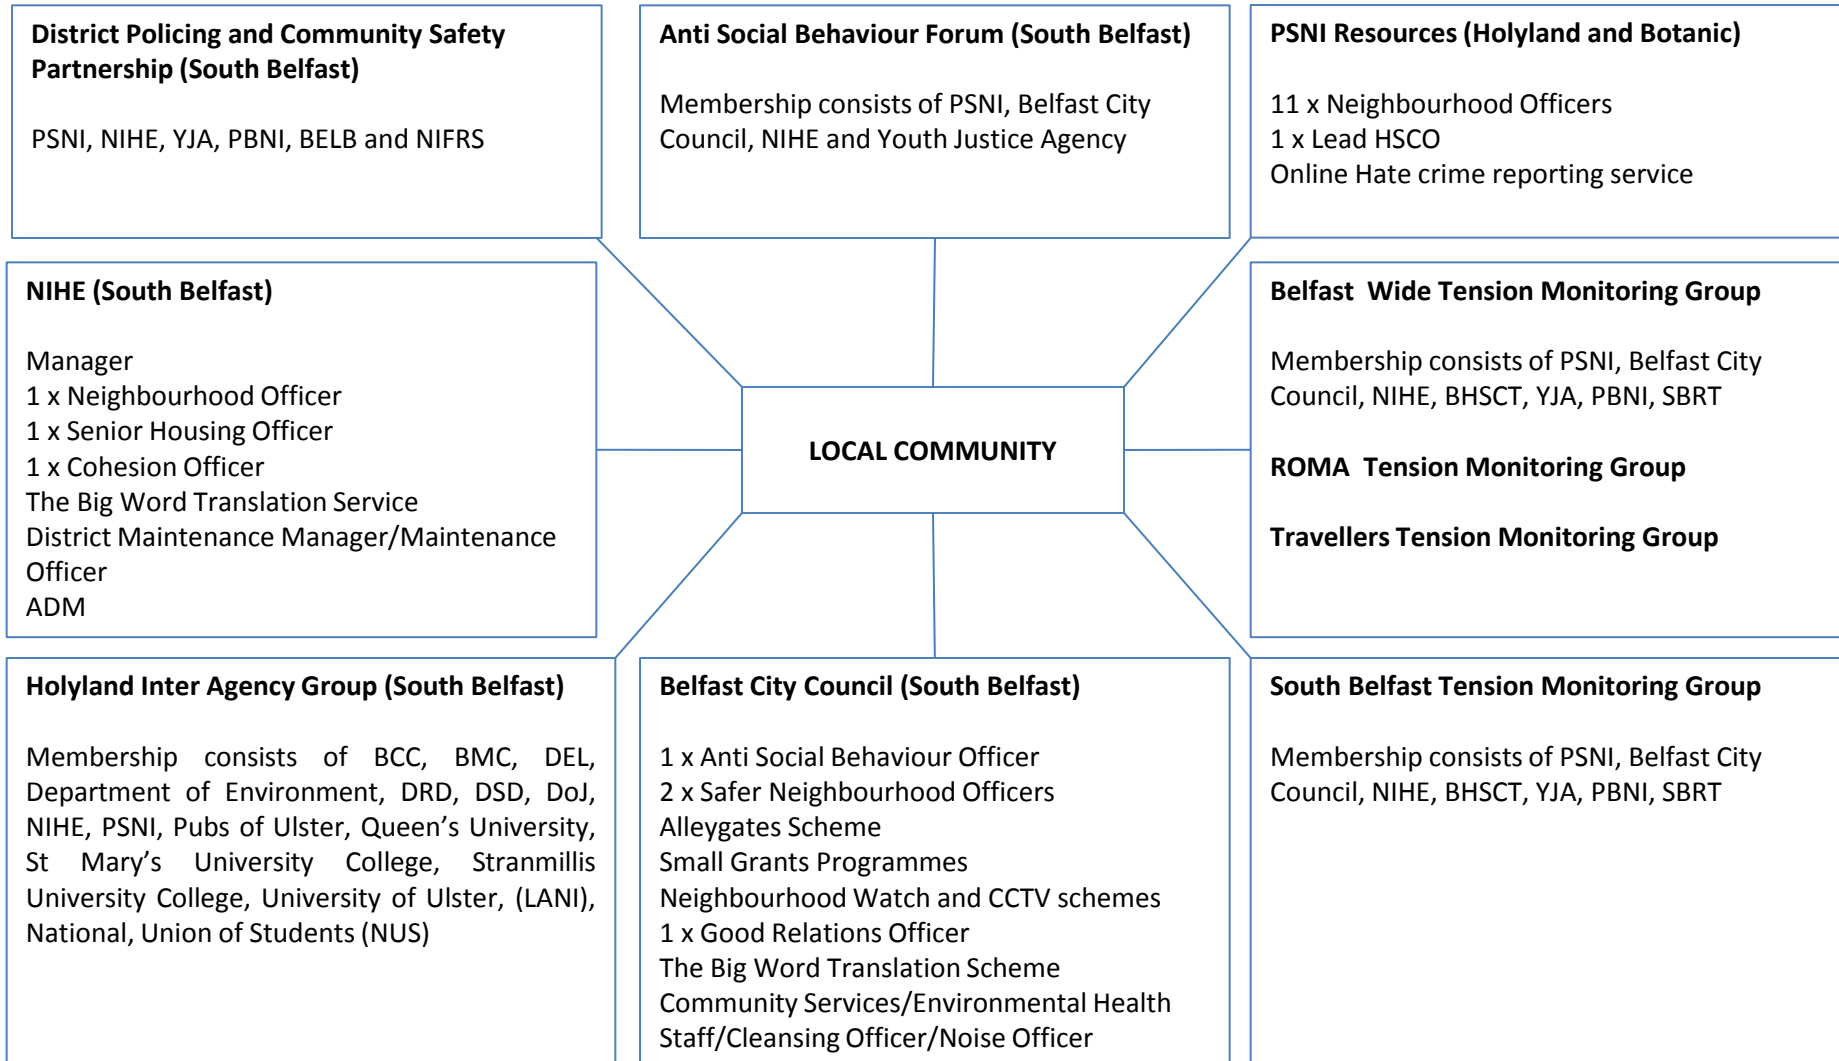 District Policing and Community Safety
Partnership (South Belfast)
PSNI, NIHE, YJA, PBNI, BELB and NIFRS
Anti Social Behaviour Forum (South Belfast)
Membership consists of PSNI, Belfast City
Council, NIHE and Youth Justice Agency
PSNI Resources (Holyland and Botanic)
11 x Neighbourhood Officers
1 x Lead HSCO
Online Hate crime reporting service
NIHE (South Belfast)
Manager
1 x Neighbourhood Officer
1 x Senior Housing Officer
1 x Cohesion Officer
The Big Word Translation Service
District Maintenance Manager/Maintenance
Officer
ADM
LOCAL COMMUNITY
Belfast Wide Tension Monitoring Group
Membership consists of PSNI, Belfast City
Council, NIHE, BHSCT, YJA, PBNI, SBRT
ROMA Tension Monitoring Group
Travellers Tension Monitoring Group
Holyland Inter Agency Group (South Belfast)
Membership consists of BCC, BMC, DEL,
Department of Environment, DRD, DSD, DoJ,
NIHE, PSNI, Pubs of Ulster, Queen’s University,
St Mary’s University College, Stranmillis
University College, University of Ulster, (LANI),
National, Union of Students (NUS)
Belfast City Council (South Belfast)
1 x Anti Social Behaviour Officer
2 x Safer Neighbourhood Officers
Alleygates Scheme
Small Grants Programmes
Neighbourhood Watch and CCTV schemes
1 x Good Relations Officer
The Big Word Translation Scheme
Community Services/Environmental Health
Staff/Cleansing Officer/Noise Officer
South Belfast Tension Monitoring Group
Membership consists of PSNI, Belfast City
Council, NIHE, BHSCT, YJA, PBNI, SBRT